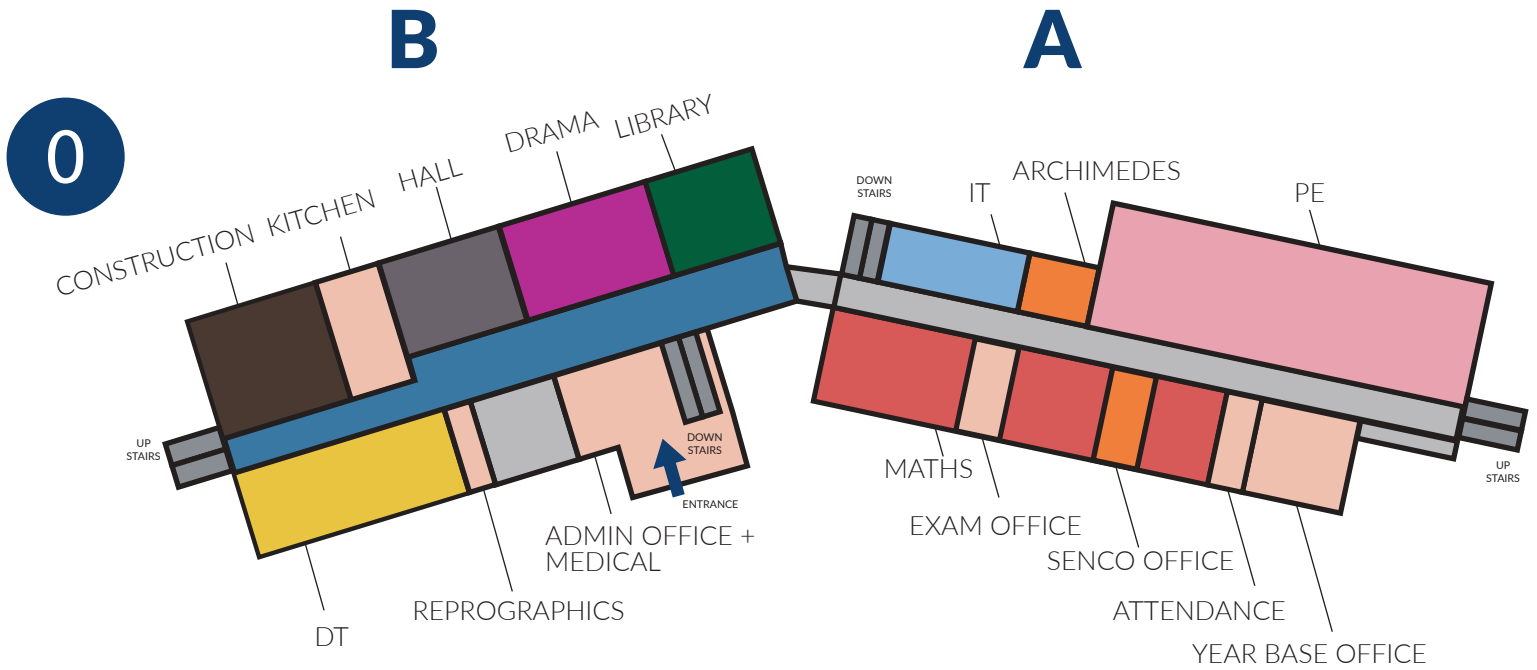 B
A
0
CONSTRUCTION
KITCHEN
HALL
DRAMA
LIBRARY
DOWN
STAIRS
IT
ARCHIMEDES
PE
UP
STAIRS
DOWN
STAIRS
ENTRANCE
ADMIN OFFICE +
MEDICAL
REPROGRAPHICS
DT
MATHS
EXAM OFFICE
SENCO OFFICE
ATTENDANCE
YEAR BASE OFFICE
UP
STAIRS